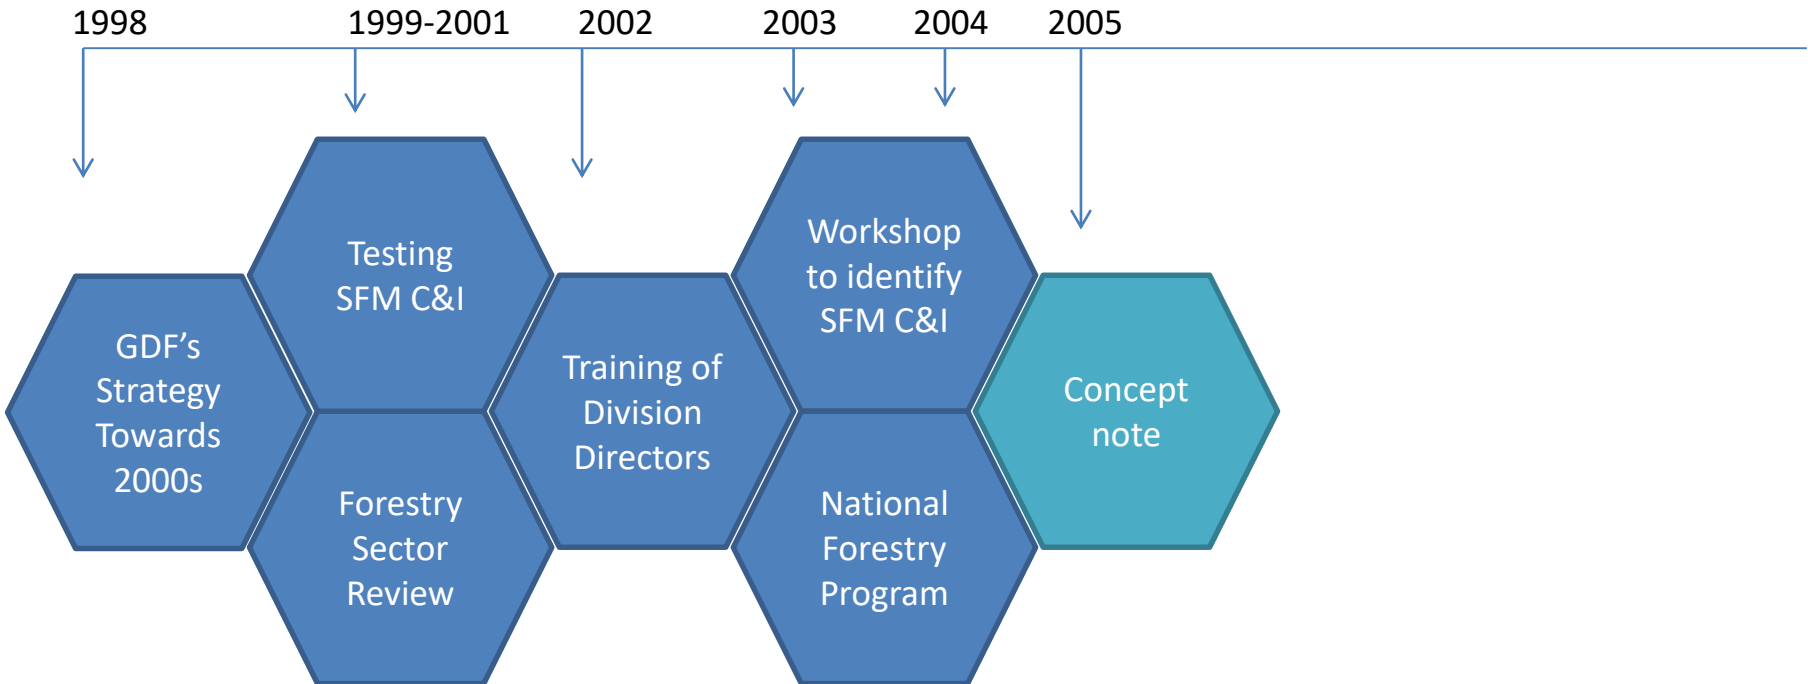 1998
1999-2001
2002
2003
2004
2005
GDF’s
Strategy
Towards
2000s
Testing
SFM C&I
Forestry
Sector
Review
Training of
Division
Directors
Workshop
to identify
SFM C&I
National
Forestry
Program
Concept
note